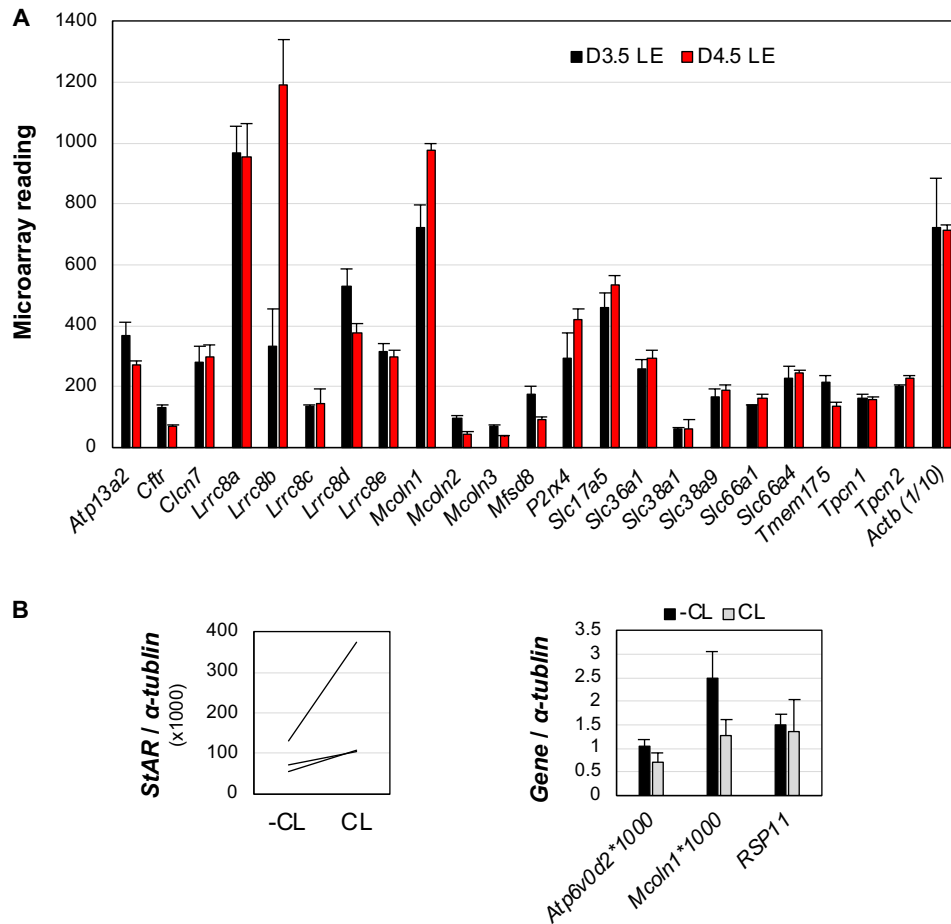 A
1400
1200
1000
800
600
400
200
0
Microarray reading
D3.5 LE D4.5 LE
Atp13a2
Cftr
Clcn7
Lrrc8a
Lrrc8b
Lrrc8c
Lrrc8d
Lrrc8e
Mcoln1
Mcoln2
Mcoln3
Mfsd8
P2rx4
Slc17a5
Slc36a1
Slc38a1
Slc38a9
Slc66a1
Slc66a4
Tmem175
Tpcn1
Tpcn2
Actb (1/10)
B
StAR / α-tublin
(x1000)
400
300
200
100
0
-CL CL
-CL CL
Gene / α-tublin
3.5
3
2.5
2
1.5
1
0.5
0
Atp6v0d2*1000
Mcoln1*1000
RSP11